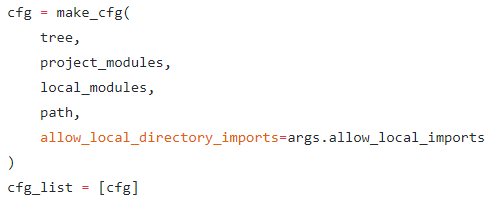 cfg = make_cfg(
    tree,
    project_modules,
    local_modules,
    path,
    allow_local_directory_imports=args.allow_local_imports
)
cfg_list = [cfg]